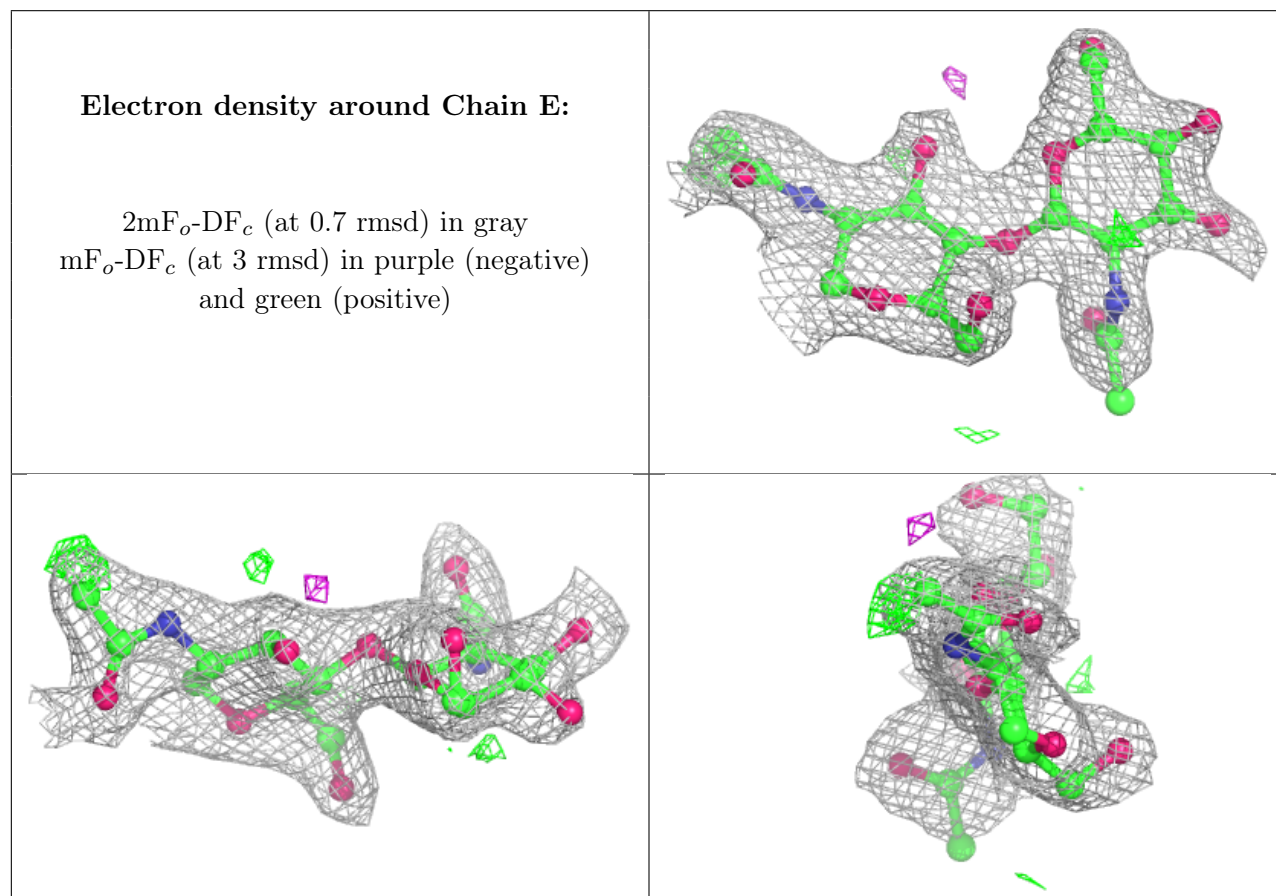 Electron density around Chain E:
2mFₒ-DF𝒸 (at 0.7 rmsd) in gray
mFₒ-DF𝒸 (at 3 rmsd) in purple (negative)
and green (positive)